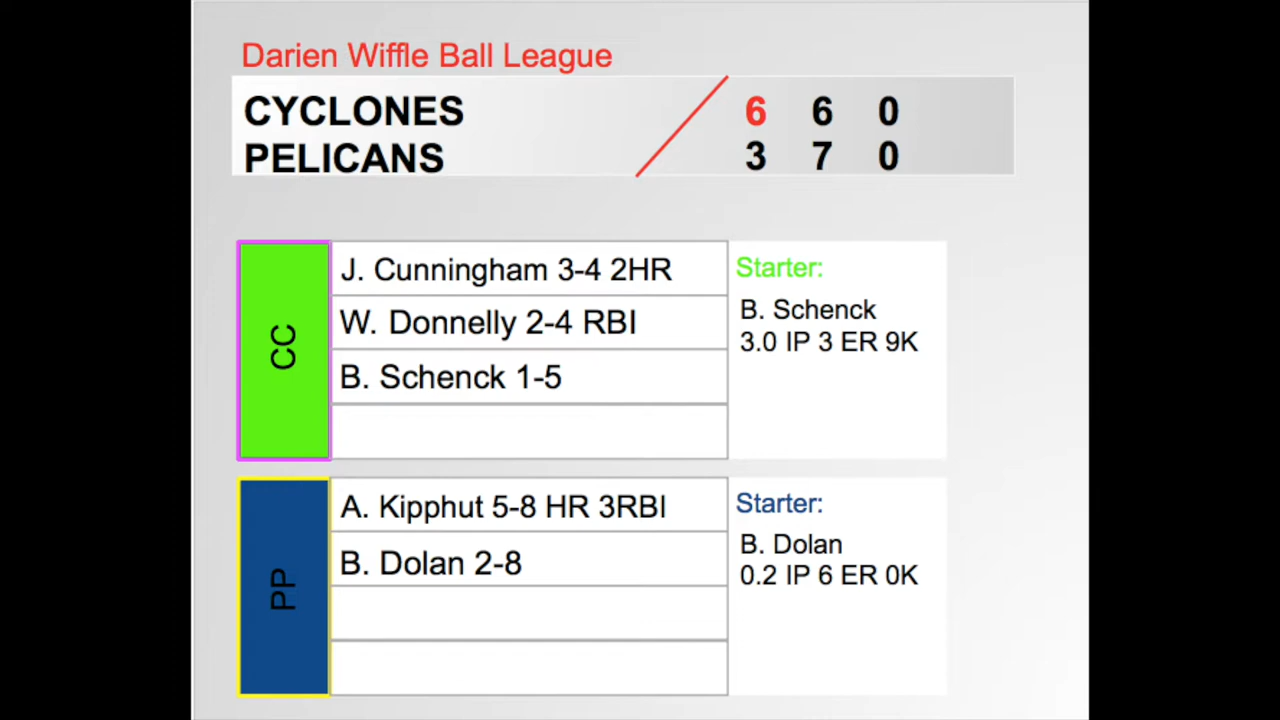 Darien Wiffle Ball League
CYCLONES 6 6 0
PELICANS 3 7 0
CC
J. Cunningham 3-4 2HR
W. Donnelly 2-4 RBI
B. Schenck 1-5
Starter:
B. Schenck
3.0 IP 3 ER 9K
PP
A. Kipphut 5-8 HR 3RBI
B. Dolan 2-8
Starter:
B. Dolan
0.2 IP 6 ER 0K